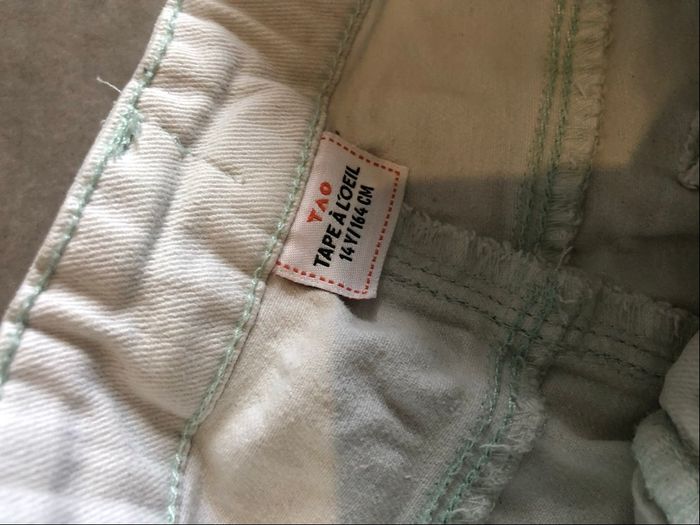 TAO
TAPE À L'OEIL
14Y/164 CM